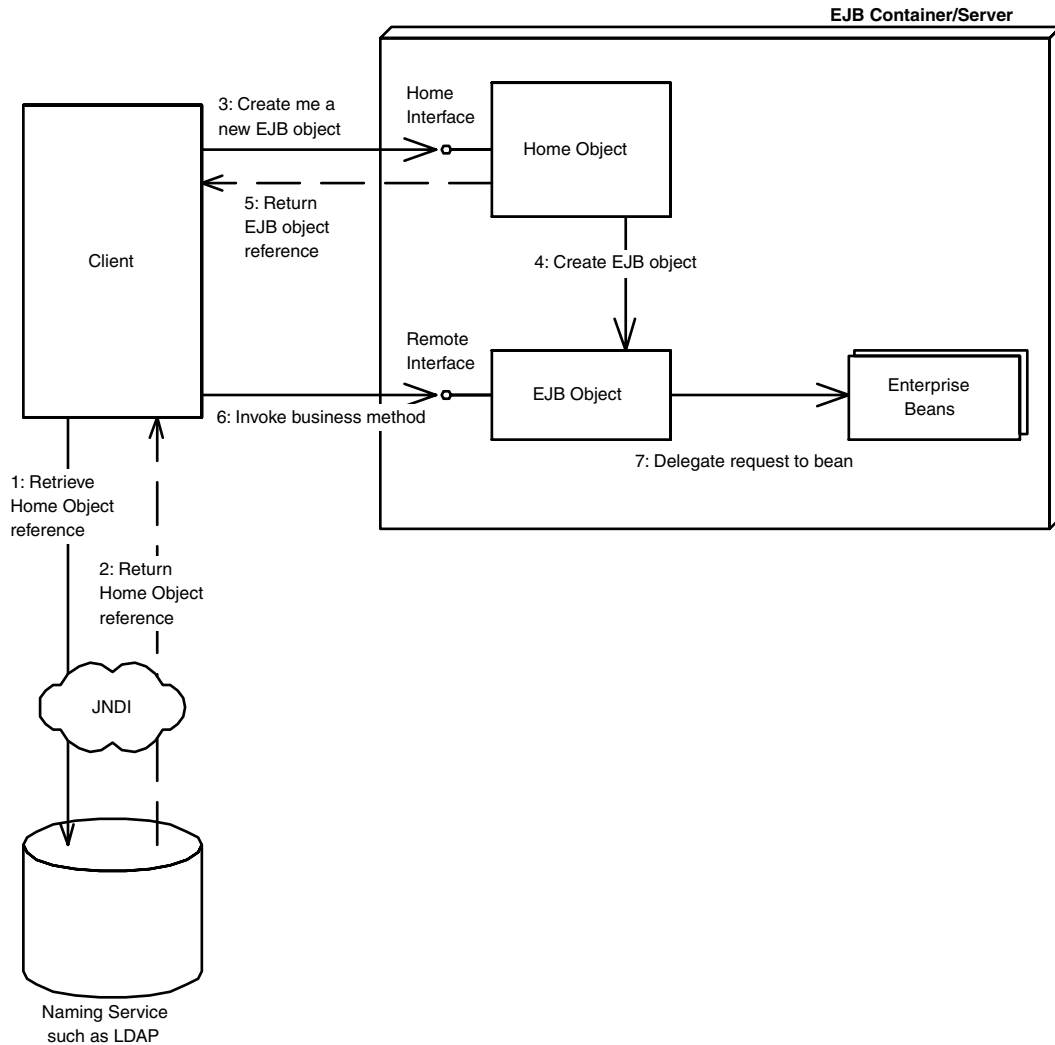 EJB Container/Server
3: Create me a
new EJB object
Home
Interface
Home Object
5: Return
EJB object
reference
Client
4: Create EJB object
Remote
Interface
EJB Object
Enterprise
Beans
6: Invoke business method
7: Delegate request to bean
1: Retrieve
Home Object
reference
2: Return
Home Object
reference
JNDI
Naming Service
such as LDAP